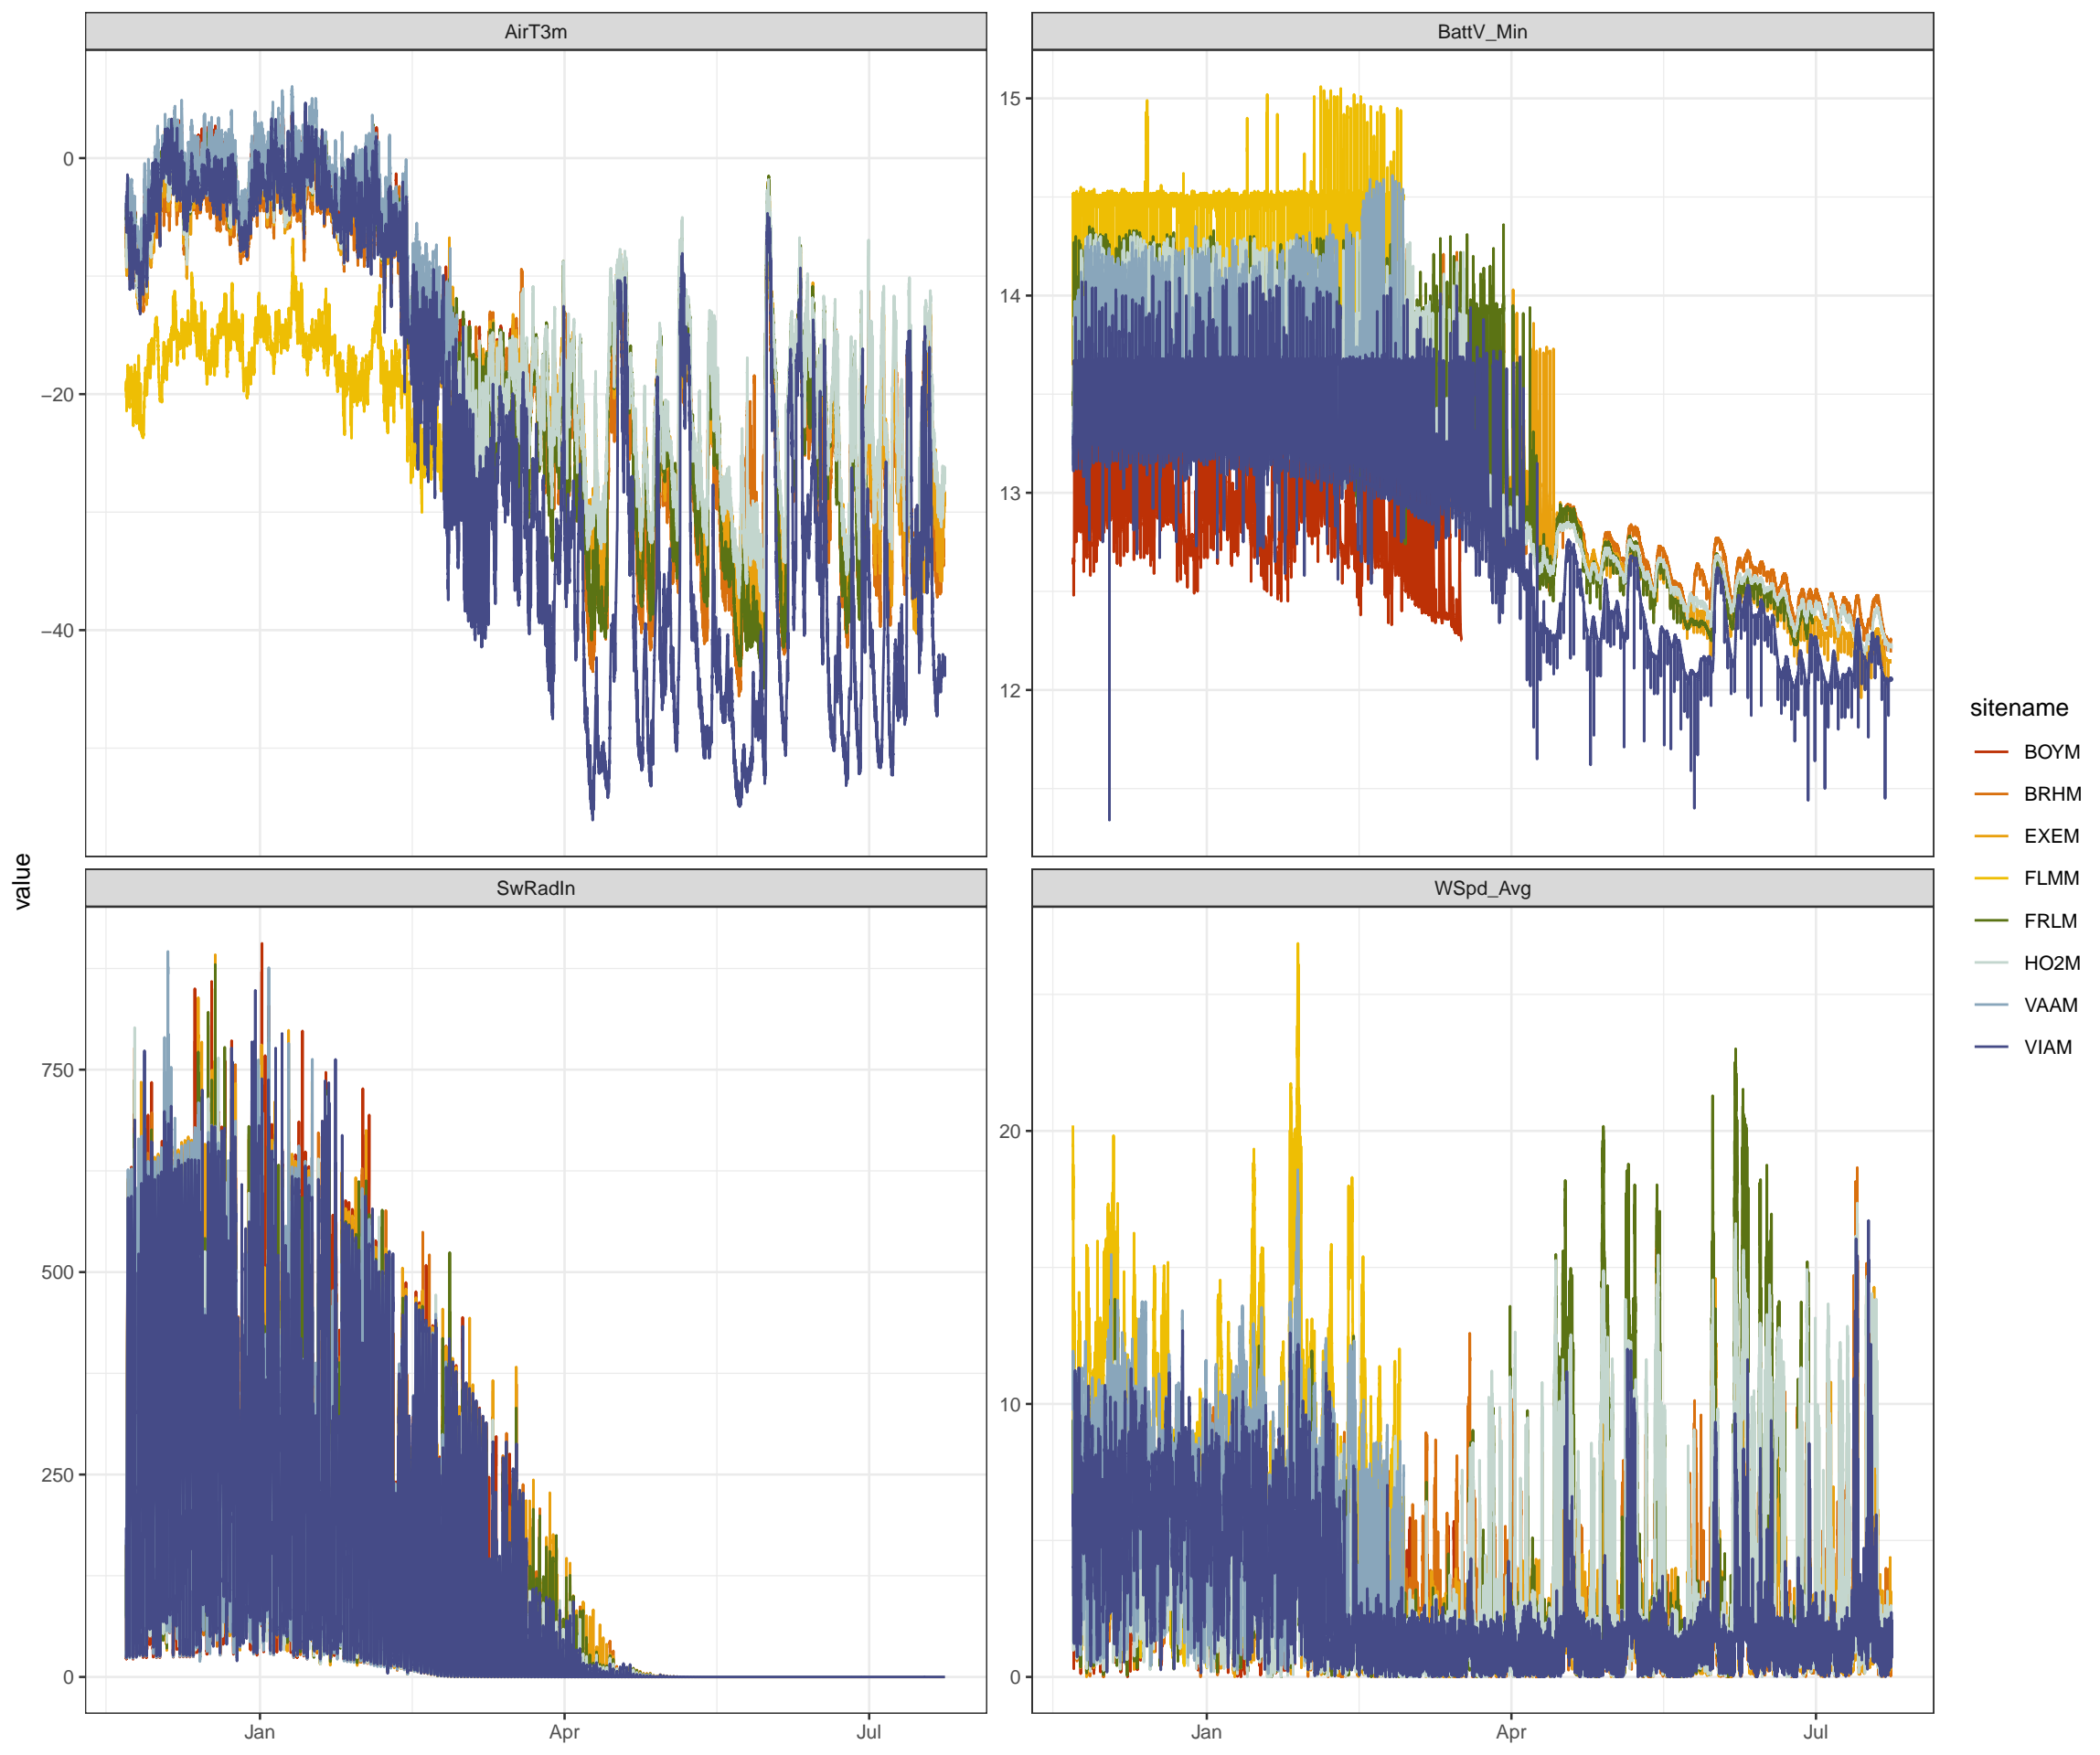 AirT3m
BattV_Min
0
−20
−40
15
14
13
12
SwRadIn
WSpd_Avg
750
500
250
0
20
10
0
Jan
Apr
Jul
Jan
Apr
Jul
value
sitename
BOYM
BRHM
EXEM
FLMM
FRLM
HO2M
VAAM
VIAM